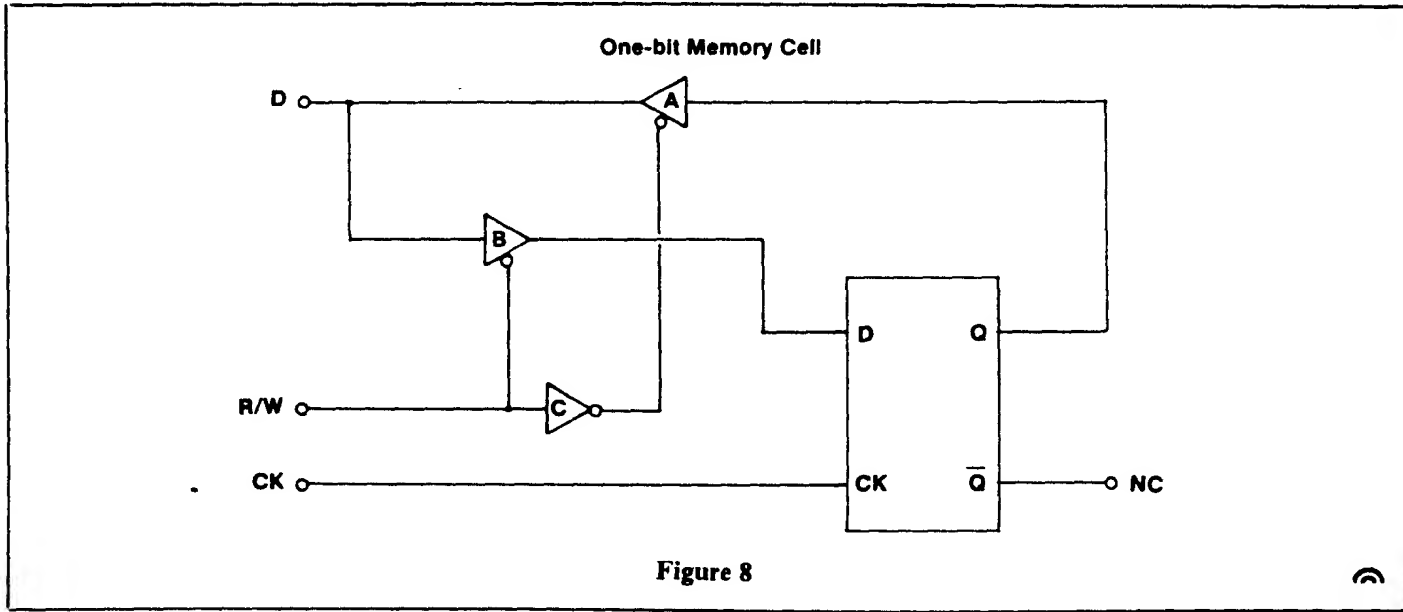 One-bit Memory Cell
D
A
B
D
Q
R/W
C
CK
CK
Q̅
NC
Figure 8